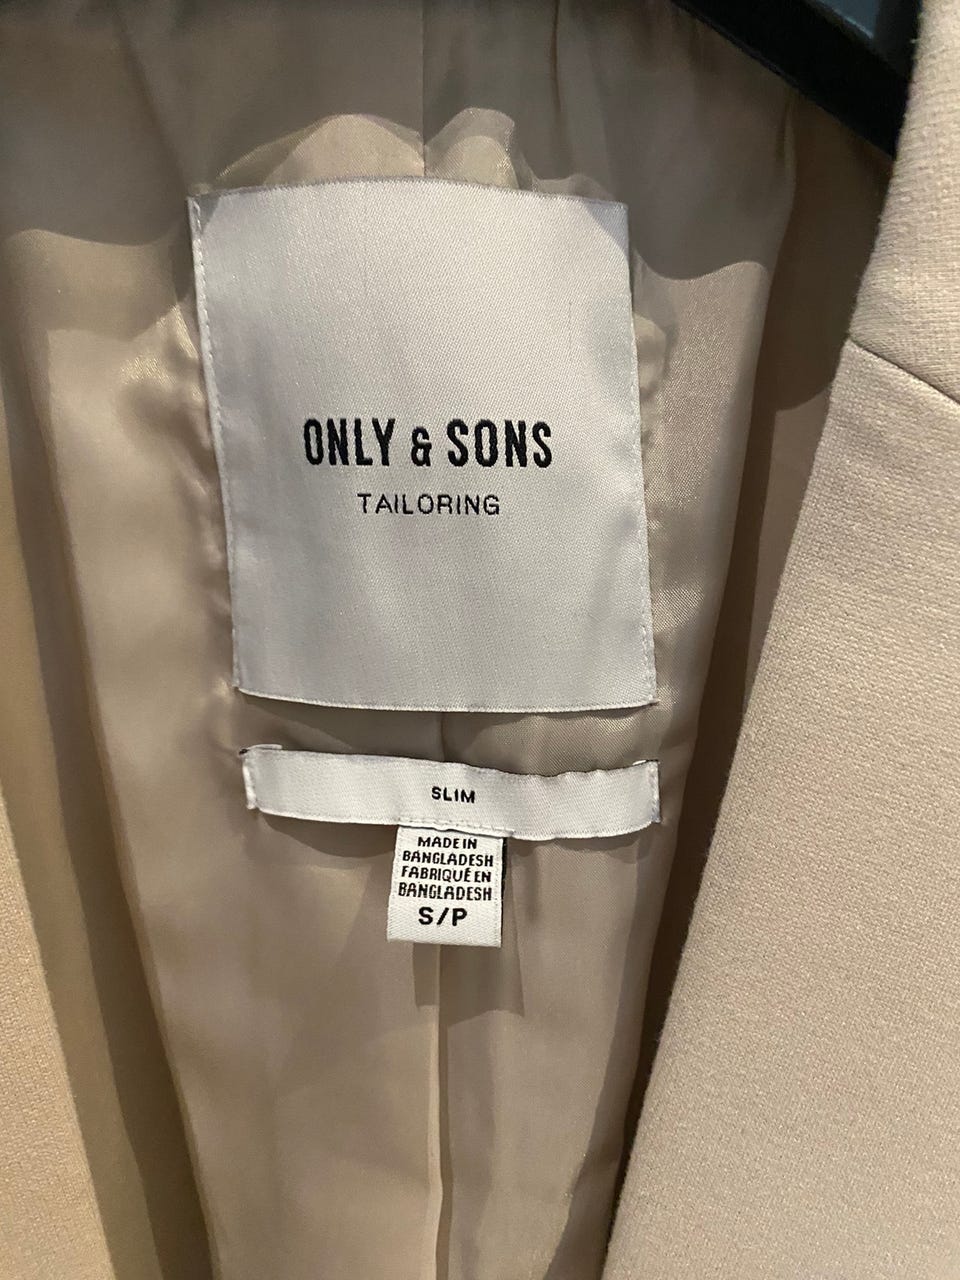 ONLY & SONS
TAILORING
SLIM
MADE IN
BANGLADESH
FABRIQUÉ EN
BANGLADESH
S/P